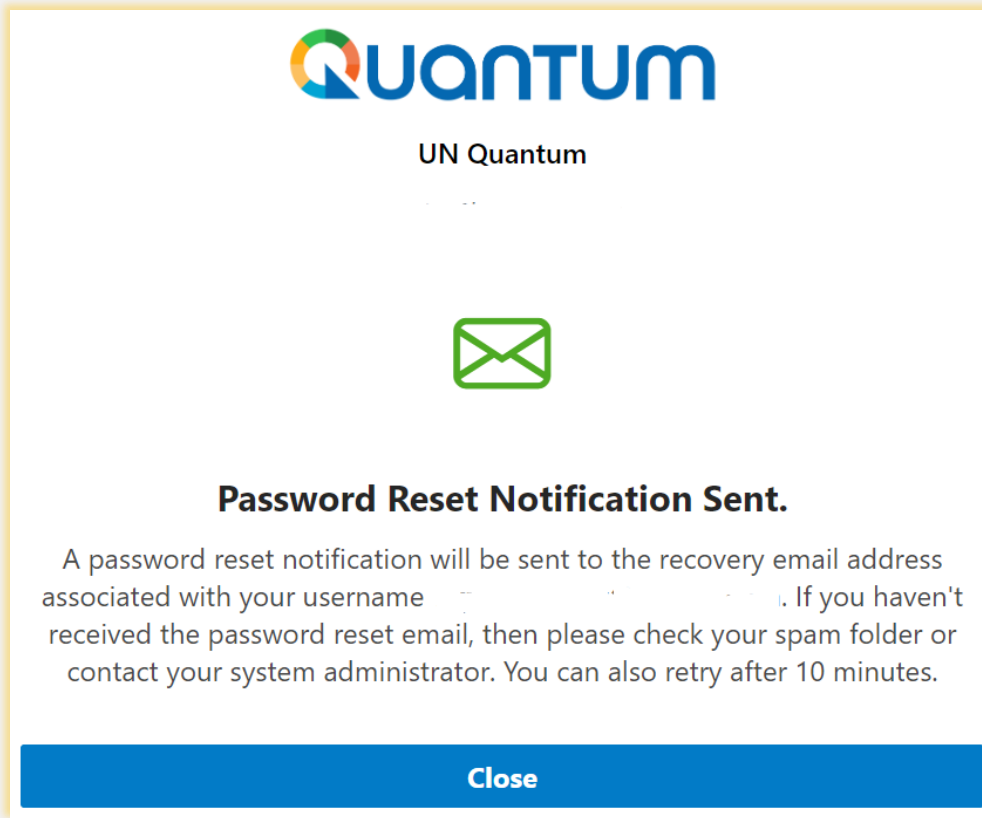 QUANTUM
UN Quantum
Password Reset Notification Sent.
A password reset notification will be sent to the recovery email address
associated with your username . If you haven't
received the password reset email, then please check your spam folder or
contact your system administrator. You can also retry after 10 minutes.
Close